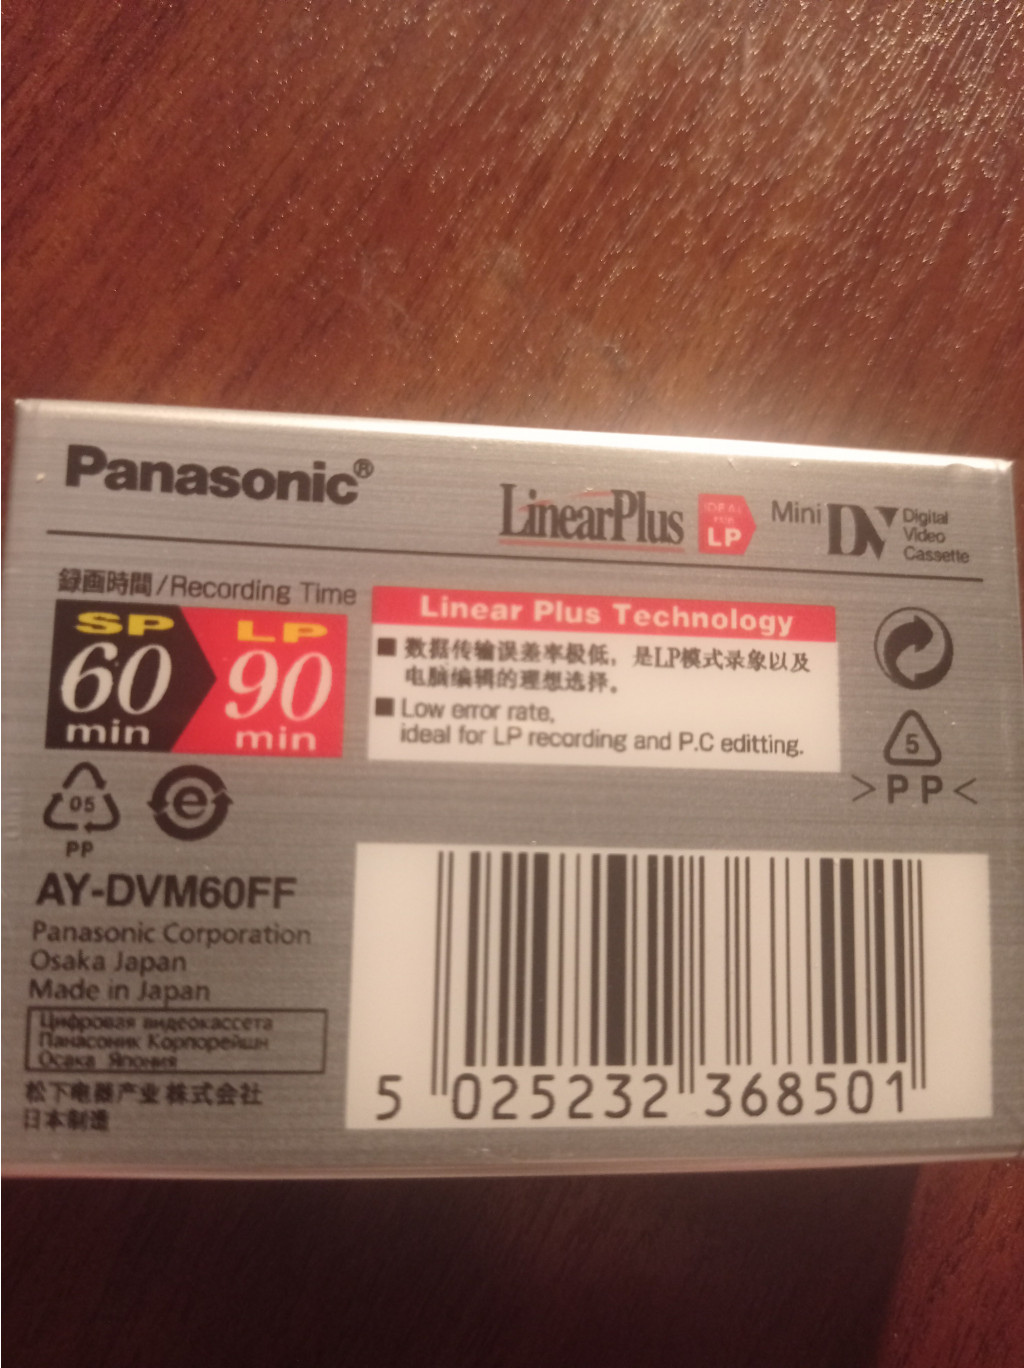 Panasonic®
LinearPlus IDEAL FOR LP Mini DV Digital Video Cassette
録画時間/Recording Time
SP LP
60 90
min min
Linear Plus Technology
■ 数据传输误差率极低，是LP模式录象以及
电脑编辑的理想选择。
■ Low error rate,
ideal for LP recording and P.C editting.
5
>PP<
05 e
PP
AY-DVM60FF
Panasonic Corporation
Osaka Japan
Made in Japan
Цифровая видеокассета
Панасоник Корпорейшн
Осака Япония
松下电器产业株式会社
日本制造
5 025232 368501